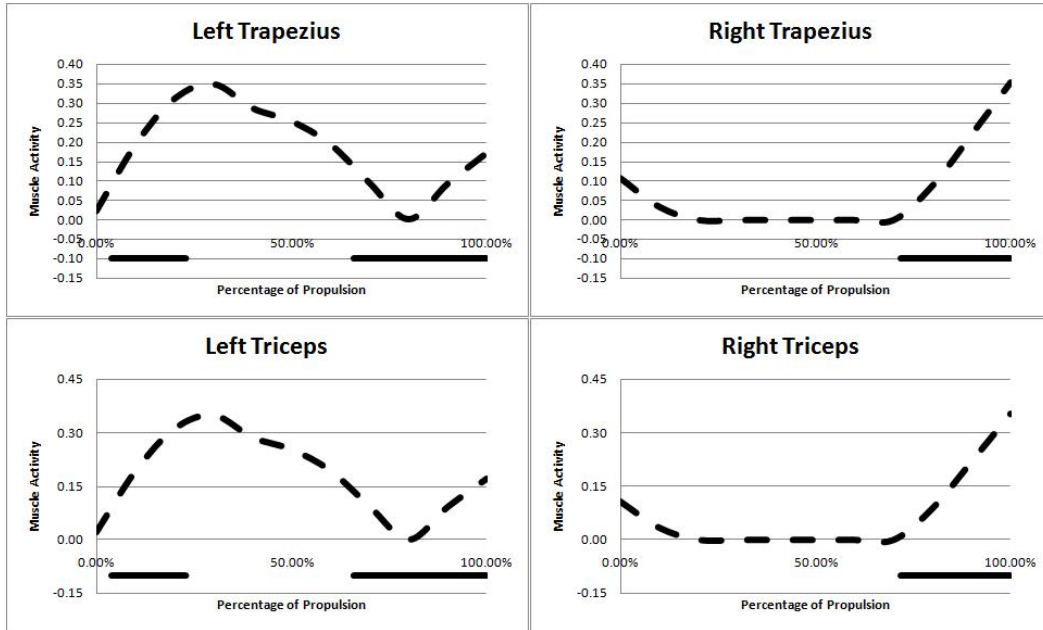 Left Trapezius
Muscle Activity
0.40
0.35
0.30
0.25
0.20
0.15
0.10
0.05
0.00
-0.05
-0.10
-0.15
0.00% 50.00% 100.00%
Percentage of Propulsion
Right Trapezius
Muscle Activity
0.40
0.35
0.30
0.25
0.20
0.15
0.10
0.05
0.00
-0.05
-0.10
-0.15
0.00% 50.00% 100.00%
Percentage of Propulsion
Left Triceps
Muscle Activity
0.45
0.30
0.15
0.00
-0.15
0.00% 50.00% 100.00%
Percentage of Propulsion
Right Triceps
Muscle Activity
0.45
0.30
0.15
0.00
-0.15
0.00% 50.00% 100.00%
Percentage of Propulsion